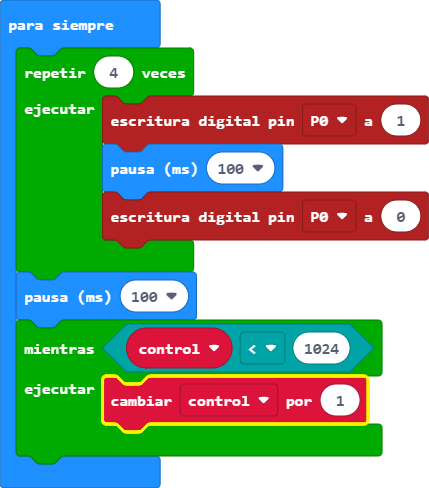 para siempre
repetir 4 veces
ejecutar
escritura digital pin P0 a 1
pausa (ms) 100
escritura digital pin P0 a 0
pausa (ms) 100
mientras control < 1024
ejecutar
cambiar control por 1